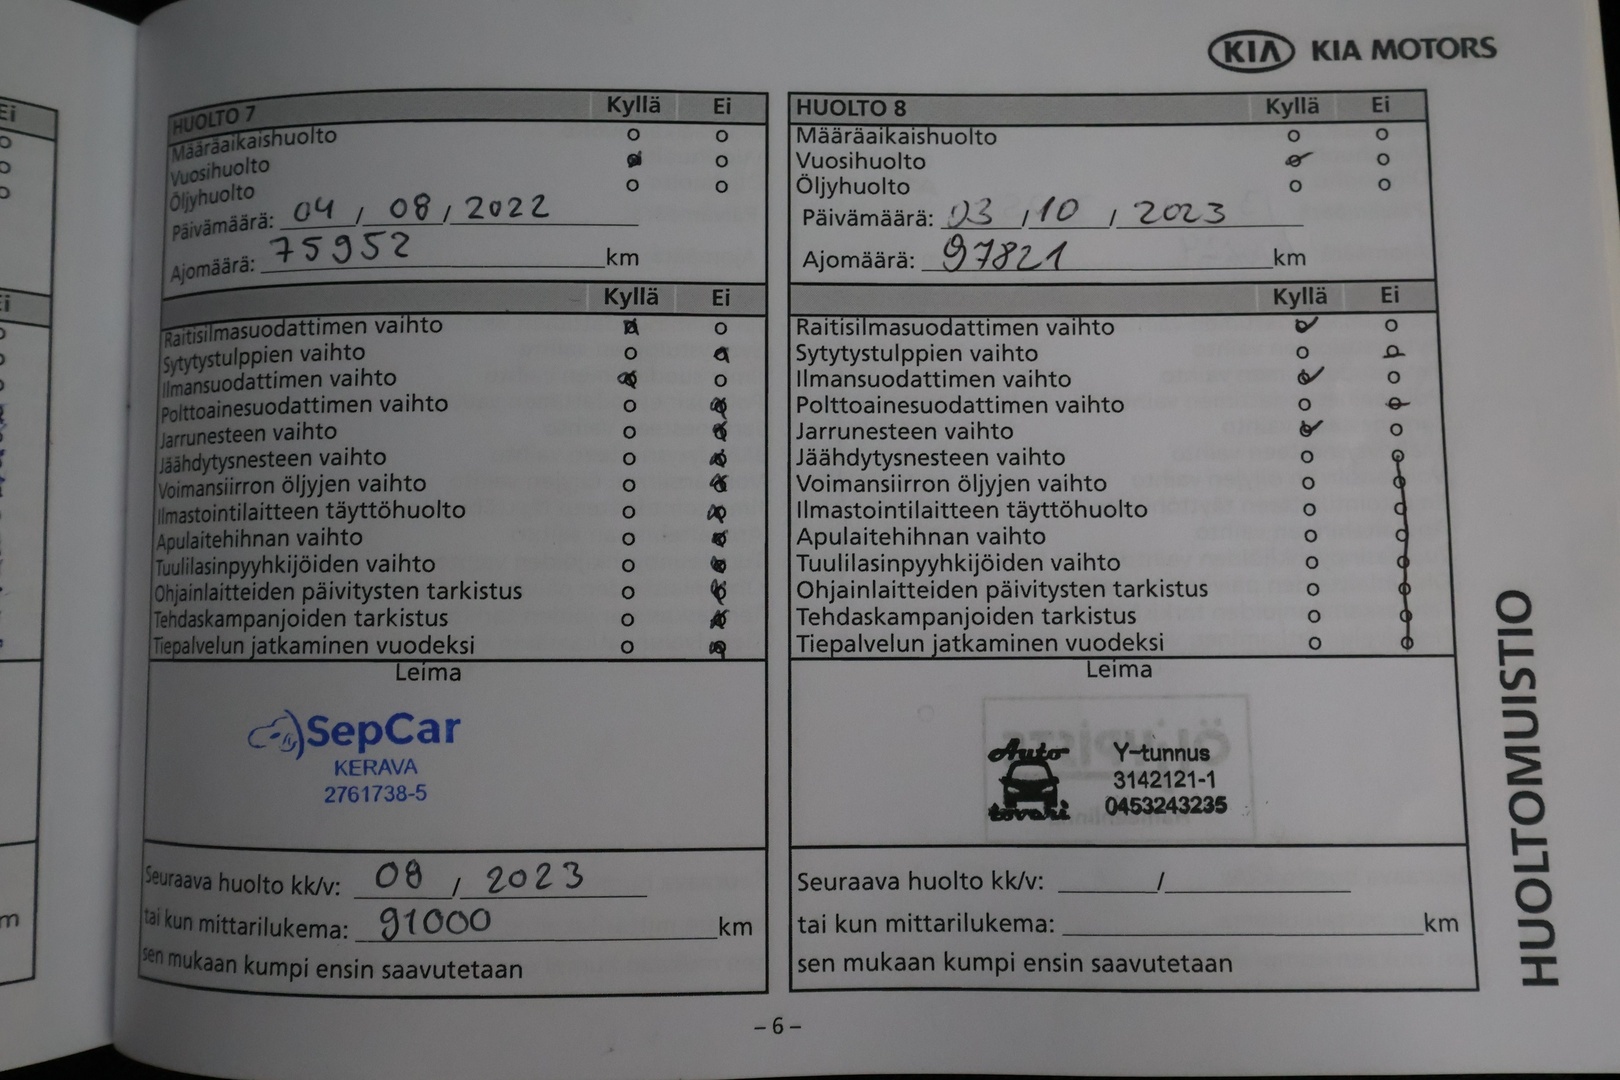 KIA KIA MOTORS
HUOLTO 7 Kyllä Ei
Määräaikaishuolto
Vuosihuolto
Öljyhuolto
Päivämäärä: 04 / 08 / 2022
Ajomäärä: 75952 km
Kyllä Ei
Raitisilmasuodattimen vaihto
Sytytystulppien vaihto
Ilmansuodattimen vaihto
Polttoainesuodattimen vaihto
Jarrunesteen vaihto
Jäähdytysnesteen vaihto
Voimansiirron öljyjen vaihto
Ilmastointilaitteen täyttöhuolto
Apulaitehihnan vaihto
Tuulilasinpyyhkijöiden vaihto
Ohjainlaitteiden päivitysten tarkistus
Tehdaskampanjoiden tarkistus
Tiepalvelun jatkaminen vuodeksi
Leima
SepCar
KERAVA
2761738-5
Seuraava huolto kk/v: 08 / 2023
tai kun mittarilukema: 91000 km
sen mukaan kumpi ensin saavutetaan
HUOLTO 8 Kyllä Ei
Määräaikaishuolto
Vuosihuolto
Öljyhuolto
Päivämäärä: 03 / 10 / 2023
Ajomäärä: 97821 km
Kyllä Ei
Raitisilmasuodattimen vaihto
Sytytystulppien vaihto
Ilmansuodattimen vaihto
Polttoainesuodattimen vaihto
Jarrunesteen vaihto
Jäähdytysnesteen vaihto
Voimansiirron öljyjen vaihto
Ilmastointilaitteen täyttöhuolto
Apulaitehihnan vaihto
Tuulilasinpyyhkijöiden vaihto
Ohjainlaitteiden päivitysten tarkistus
Tehdaskampanjoiden tarkistus
Tiepalvelun jatkaminen vuodeksi
Leima
Auto
tovari
Y-tunnus
3142121-1
0453243235
Seuraava huolto kk/v: /
tai kun mittarilukema: km
sen mukaan kumpi ensin saavutetaan
HUOLTOMUISTIO
– 6 –
Ei
Ei
m